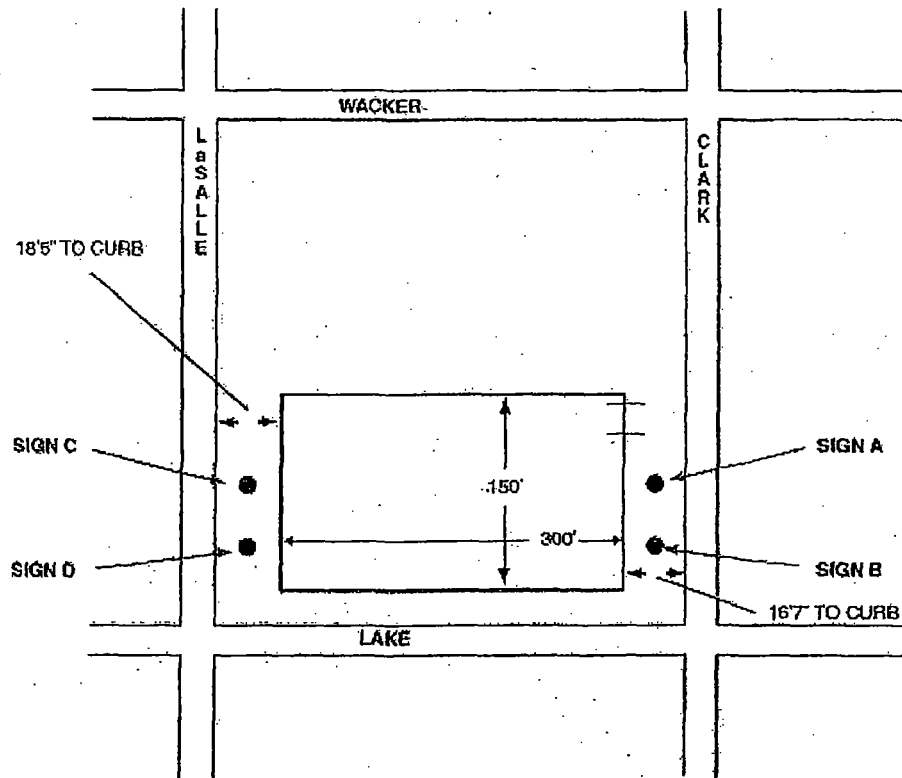 WACKER
LaSALLE
CLARK
18'5" TO CURB
SIGN C
SIGN A
150'
300'
SIGN D
SIGN B
16'7" TO CURB
LAKE